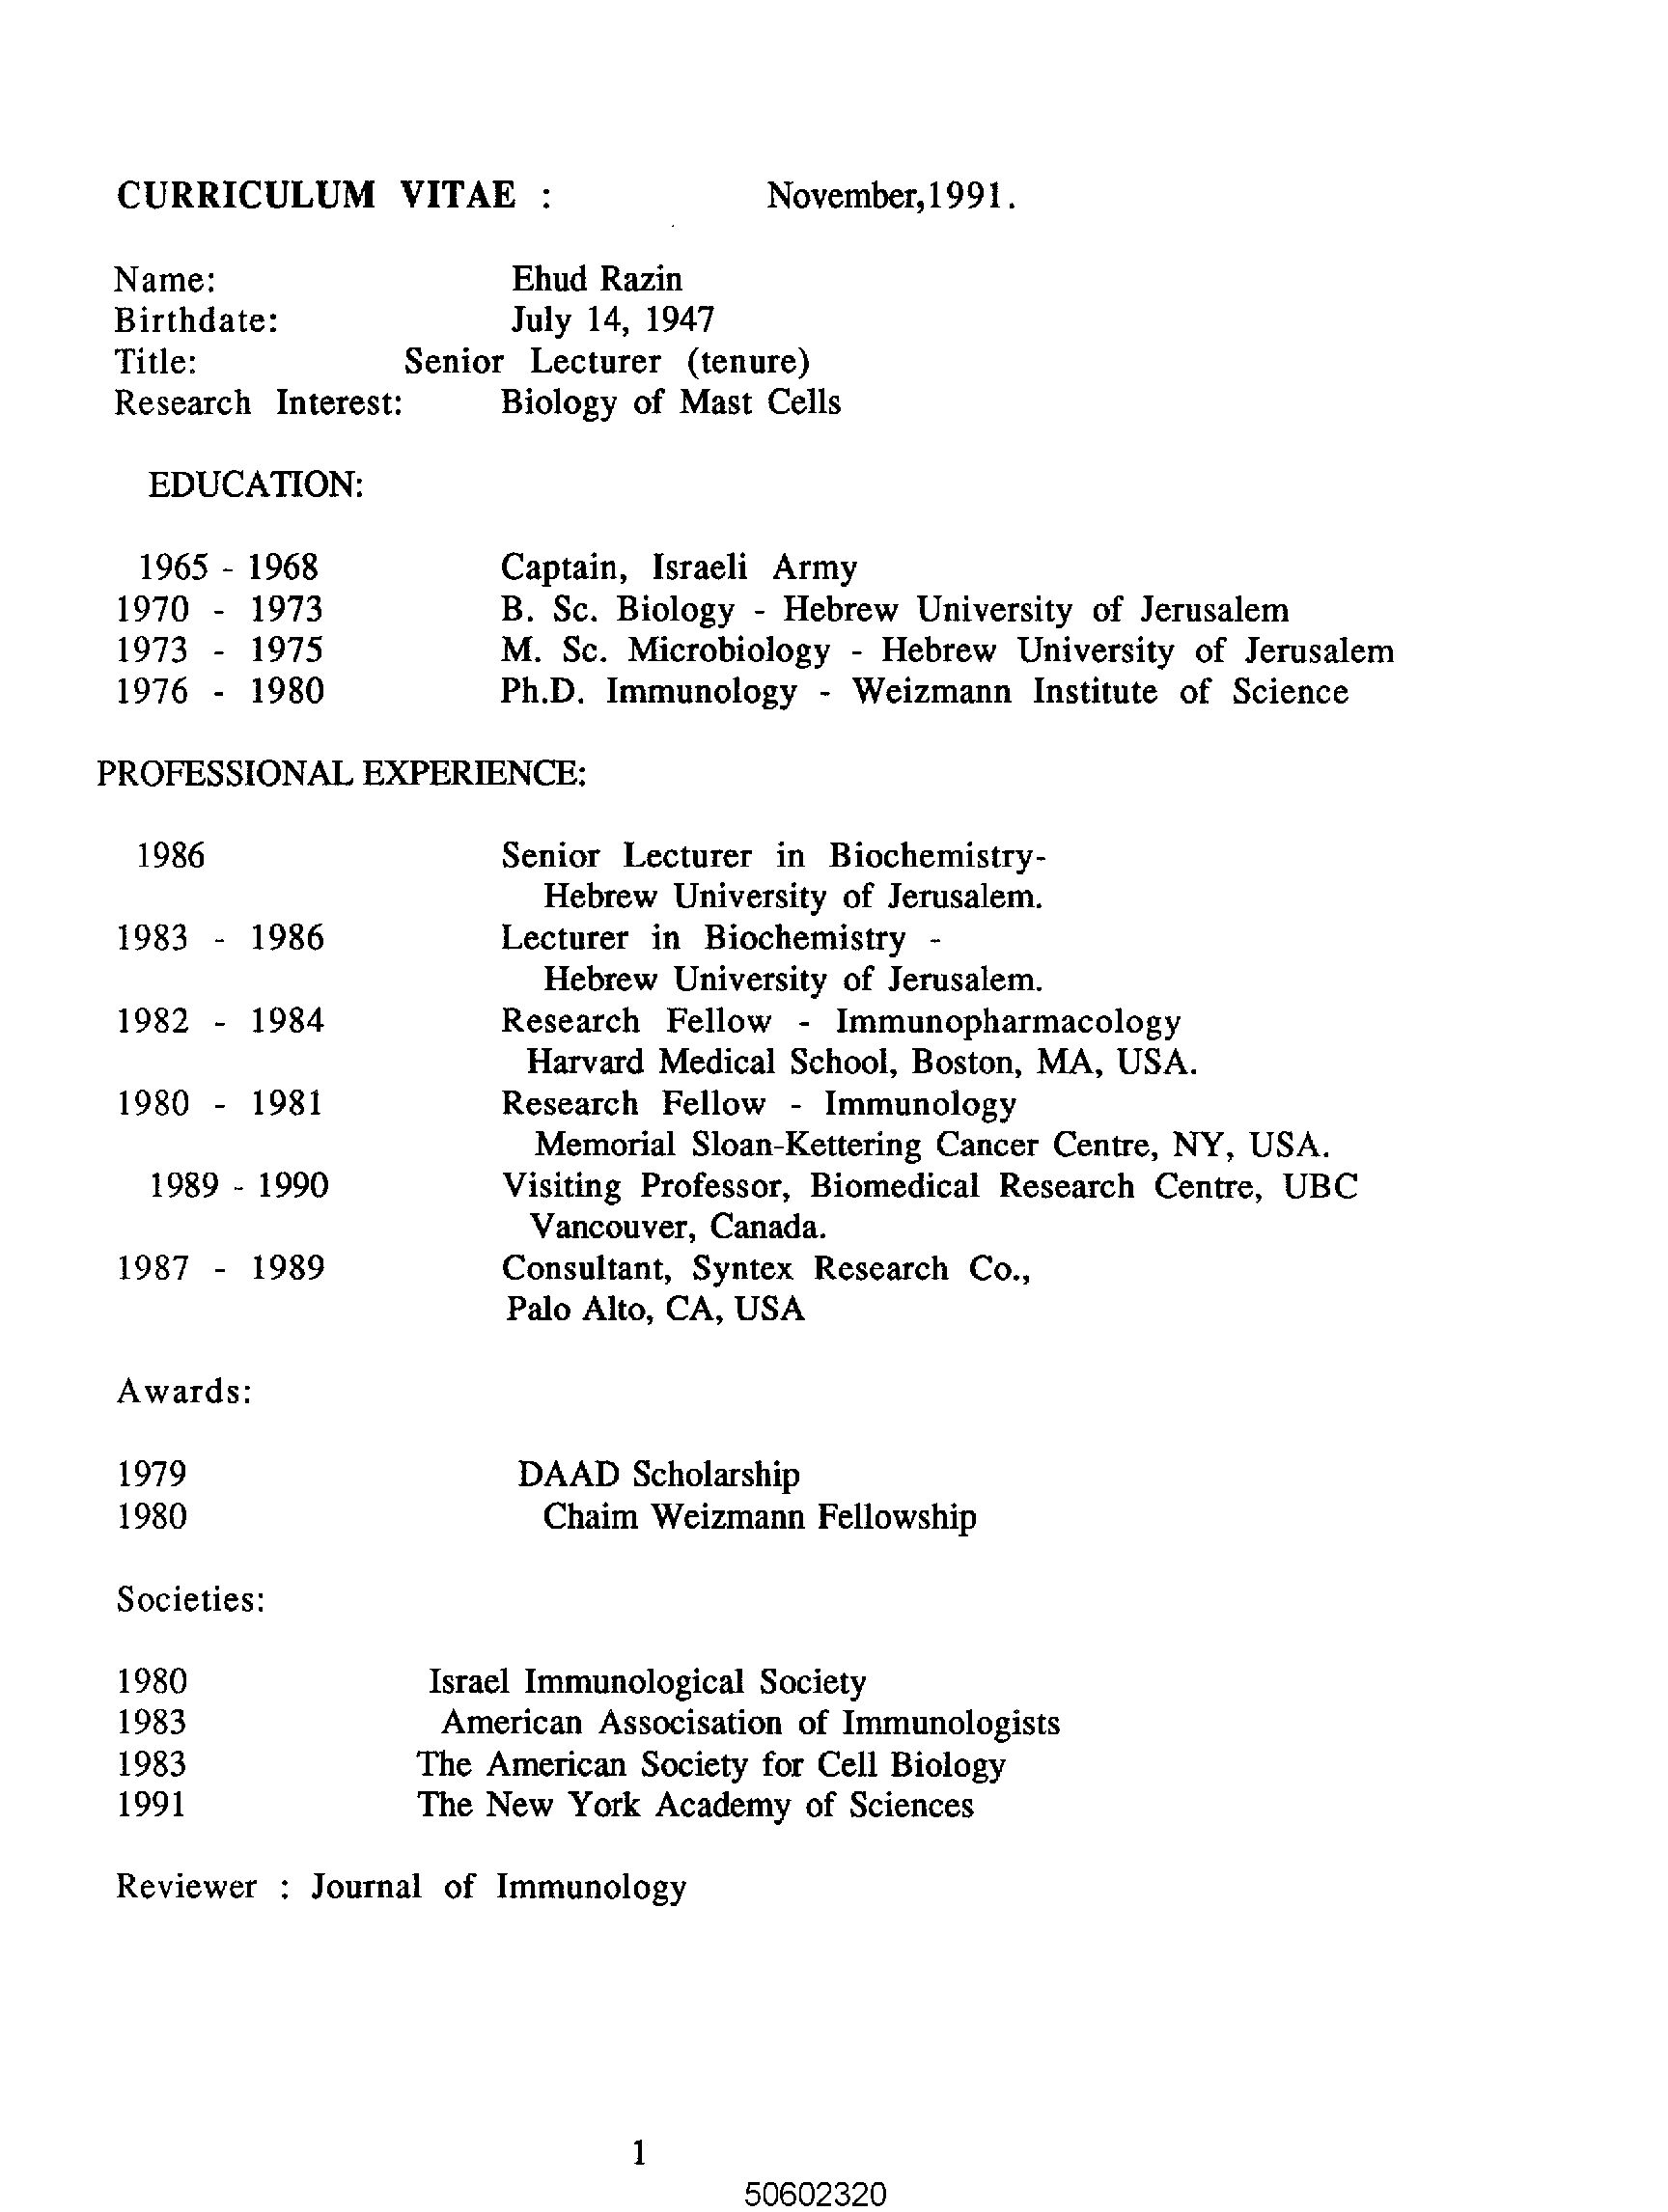 CURRICULUM VITAE : November,1991.
Name: Ehud Razin
Birthdate: July 14, 1947
Title: Senior Lecturer (tenure)
Research Interest: Biology of Mast Cells
EDUCATION:
1965 - 1968 Captain, Israeli Army
1970 - 1973 B. Sc. Biology - Hebrew University of Jerusalem
1973 - 1975 M. Sc. Microbiology - Hebrew University of Jerusalem
1976 - 1980 Ph.D. Immunology - Weizmann Institute of Science
PROFESSIONAL EXPERIENCE:
1986 Senior Lecturer in Biochemistry-
Hebrew University of Jerusalem.
1983 - 1986 Lecturer in Biochemistry -
Hebrew University of Jerusalem.
1982 - 1984 Research Fellow - Immunopharmacology
Harvard Medical School, Boston, MA, USA.
1980 - 1981 Research Fellow - Immunology
Memorial Sloan-Kettering Cancer Centre, NY, USA.
1989 - 1990 Visiting Professor, Biomedical Research Centre, UBC
Vancouver, Canada.
1987 - 1989 Consultant, Syntex Research Co.,
Palo Alto, CA, USA
Awards:
1979 DAAD Scholarship
1980 Chaim Weizmann Fellowship
Societies:
1980 Israel Immunological Society
1983 American Associsation of Immunologists
1983 The American Society for Cell Biology
1991 The New York Academy of Sciences
Reviewer : Journal of Immunology
1
50602320